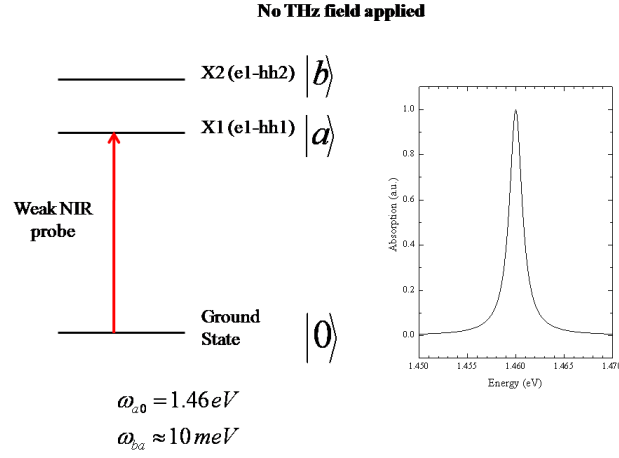 No THz field applied
X2 (e1-hh2) |b⟩
X1 (e1-hh1) |a⟩
Weak NIR
probe
Ground
State |0⟩
ω_a0 = 1.46 eV
ω_ba ≈ 10 meV
Absorption (a.u.)
1.0
0.8
0.6
0.4
0.2
0.0
1.450 1.455 1.460 1.465 1.470
Energy (eV)